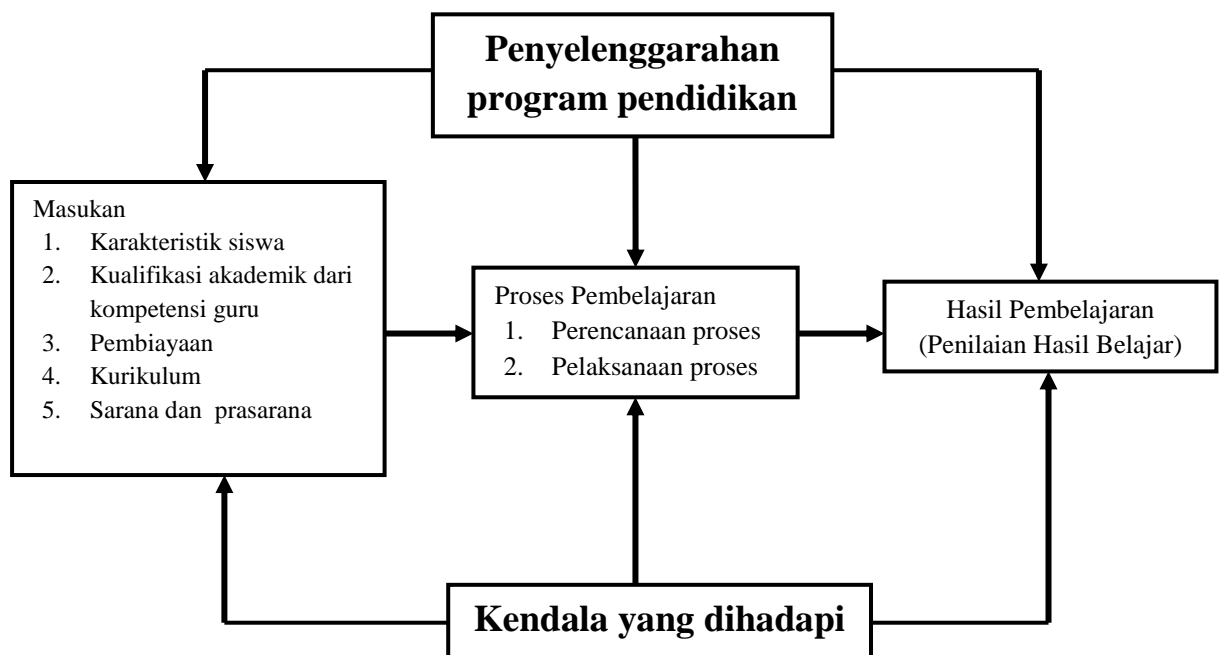 Penyelenggarahan
program pendidikan
Masukan
1. Karakteristik siswa
2. Kualifikasi akademik dari
kompetensi guru
3. Pembiayaan
4. Kurikulum
5. Sarana dan prasarana
Proses Pembelajaran
1. Perencanaan proses
2. Pelaksanaan proses
Hasil Pembelajaran
(Penilaian Hasil Belajar)
Kendala yang dihadapi